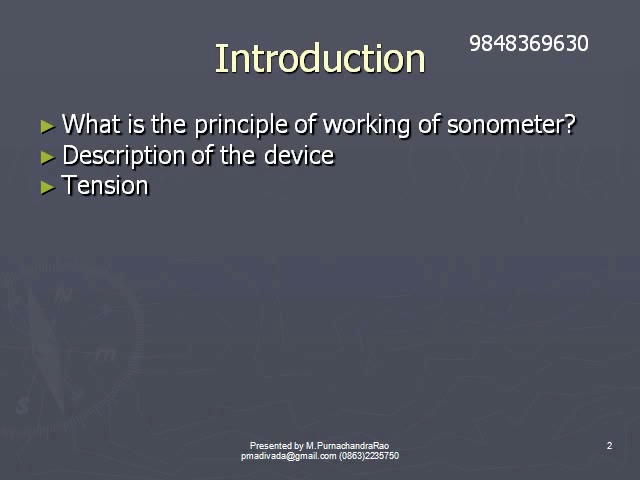 9848369630
Introduction
► What is the principle of working of sonometer?
► Description of the device
► Tension
N
m
S
Presented by M.PurnachandraRao
pmadivada@gmail.com (0863)2235750
2